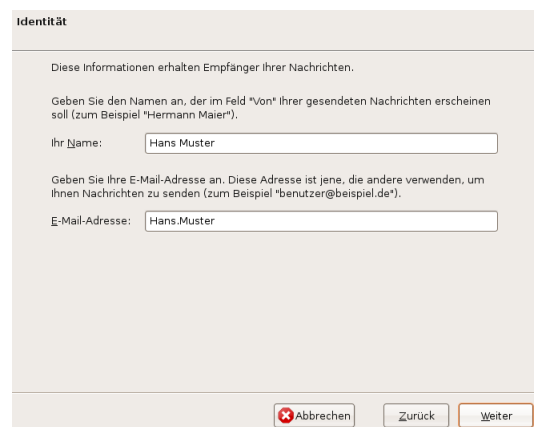 Identität
Diese Informationen erhalten Empfänger Ihrer Nachrichten.
Geben Sie den Namen an, der im Feld "Von" Ihrer gesendeten Nachrichten erscheinen
soll (zum Beispiel "Hermann Maier").
Ihr Name: Hans Muster
Geben Sie Ihre E-Mail-Adresse an. Diese Adresse ist jene, die andere verwenden, um
Ihnen Nachrichten zu senden (zum Beispiel "benutzer@beispiel.de").
E-Mail-Adresse: Hans.Muster
Abbrechen Zurück Weiter